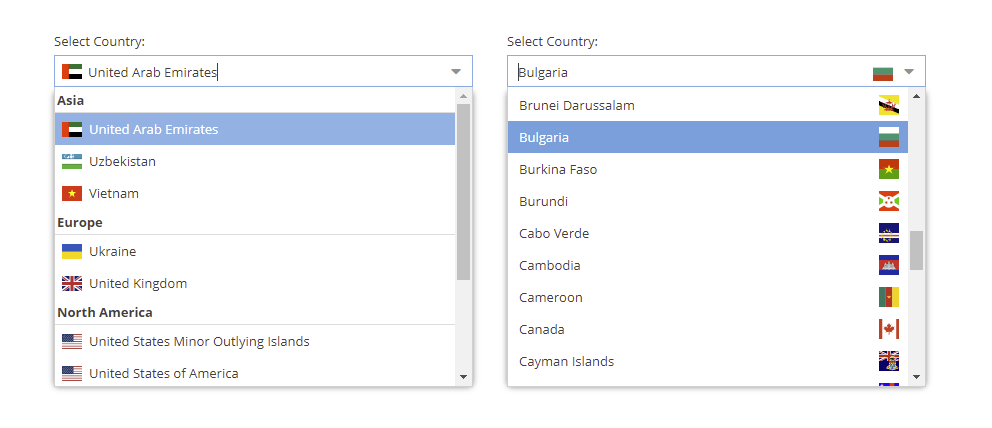 Select Country:
United Arab Emirates
Asia
United Arab Emirates
Uzbekistan
Vietnam
Europe
Ukraine
United Kingdom
North America
United States Minor Outlying Islands
United States of America
Select Country:
Bulgaria
Brunei Darussalam
Bulgaria
Burkina Faso
Burundi
Cabo Verde
Cambodia
Cameroon
Canada
Cayman Islands